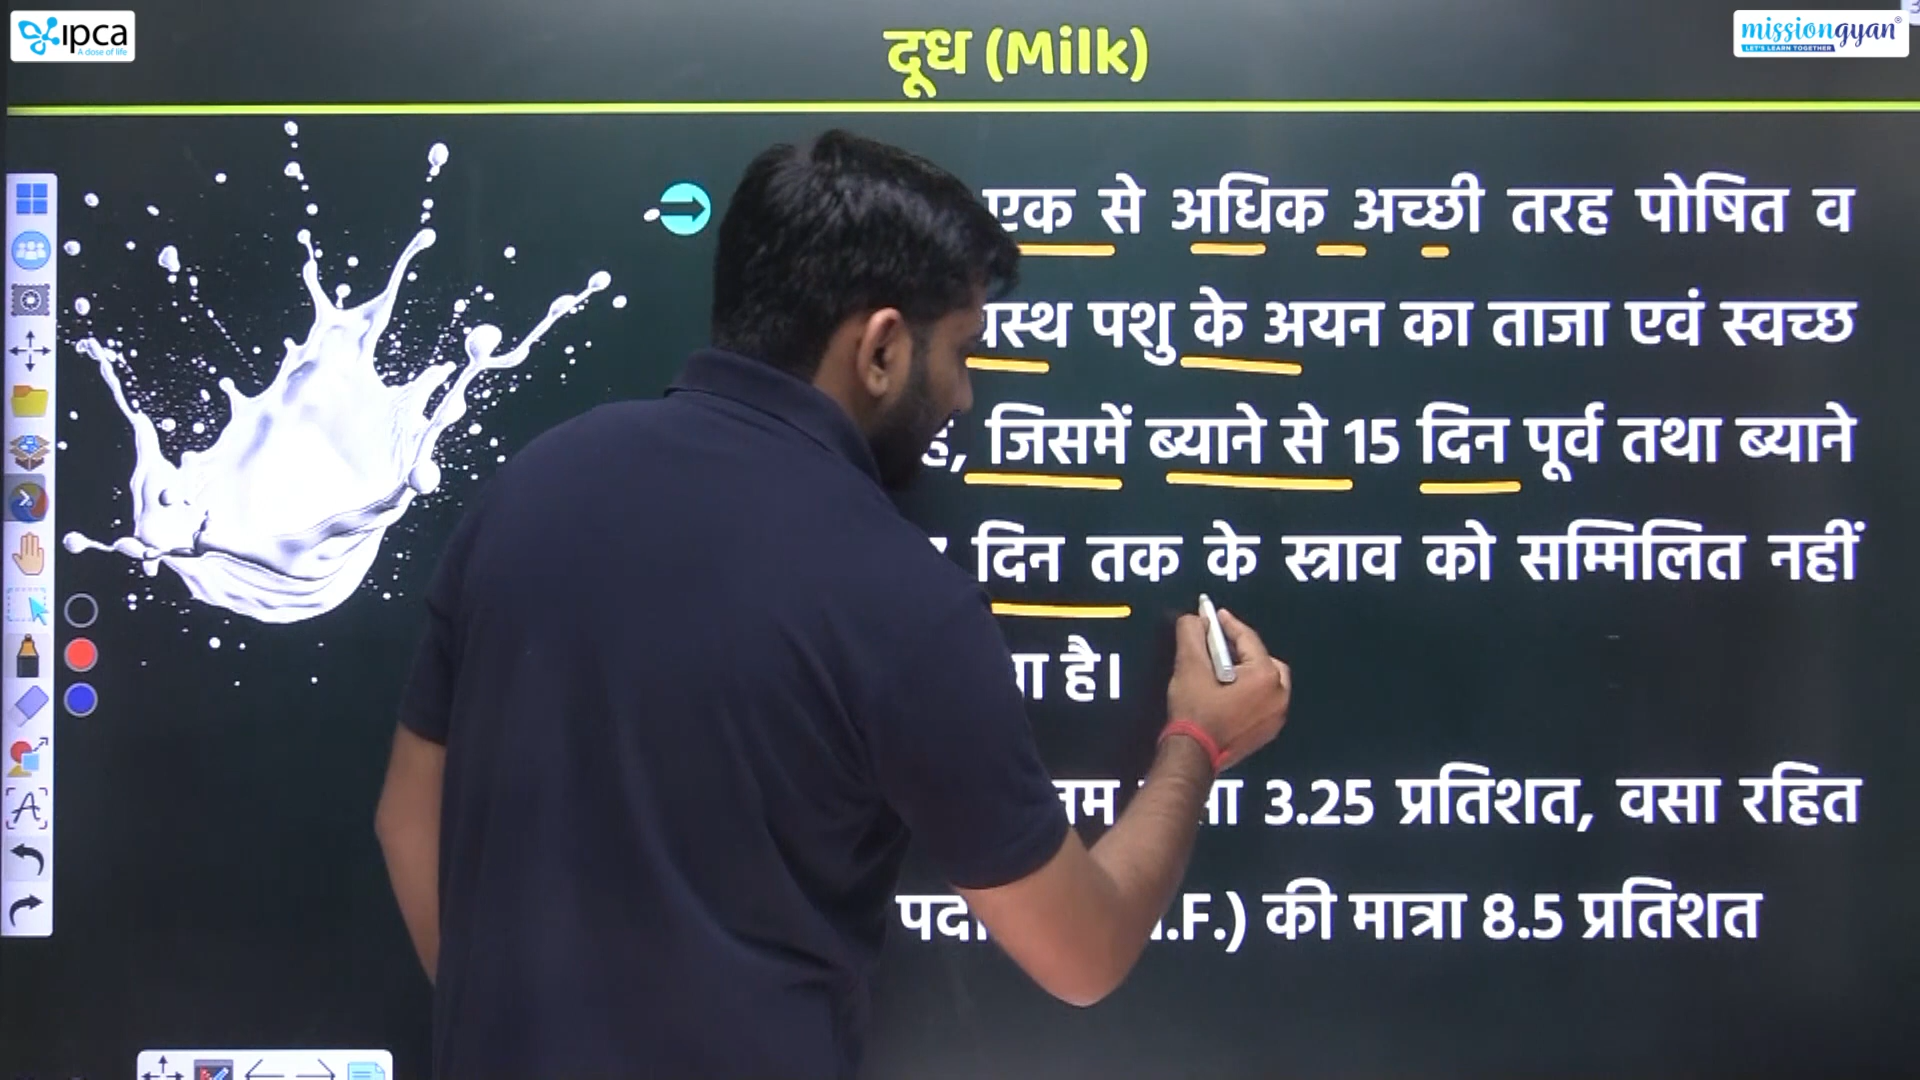 ipca
A dose of life
missiongyan®
LET'S LEARN TOGETHER
दूध (Milk)
एक से अधिक अच्छी तरह पोषित व
पशु के अयन का ताजा एवं स्वच्छ
जिसमें ब्याने से 15 दिन पूर्व तथा ब्याने
दिन तक के स्त्राव को सम्मिलित नहीं
है।
3.25 प्रतिशत, वसा रहित
की मात्रा 8.5 प्रतिशत